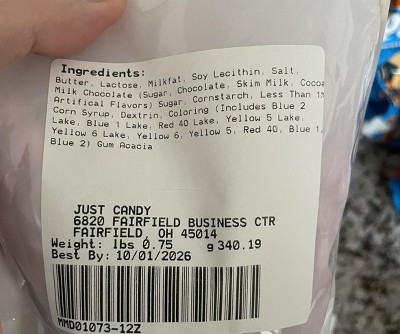 Ingredients:
Butter, Lactose, Milkfat, Soy Lecithin, Salt,
Milk Chocolate (Sugar, Chocolate, Skim Milk, Cocoa
Artifical Flavors) Sugar, Cornstarch, Less Than 1%
Corn Syrup, Dextrin, Coloring (Includes Blue 2
Lake, Blue 1 Lake, Red 40 Lake, Yellow 5 Lake,
Yellow 6 Lake, Yellow 6, Yellow 5, Red 40, Blue 1,
Blue 2) Gum Acacia
JUST CANDY
6820 FAIRFIELD BUSINESS CTR
FAIRFIELD, OH 45014
Weight: lbs 0.75 g 340.19
Best By: 10/01/2026
MMD01073-12Z